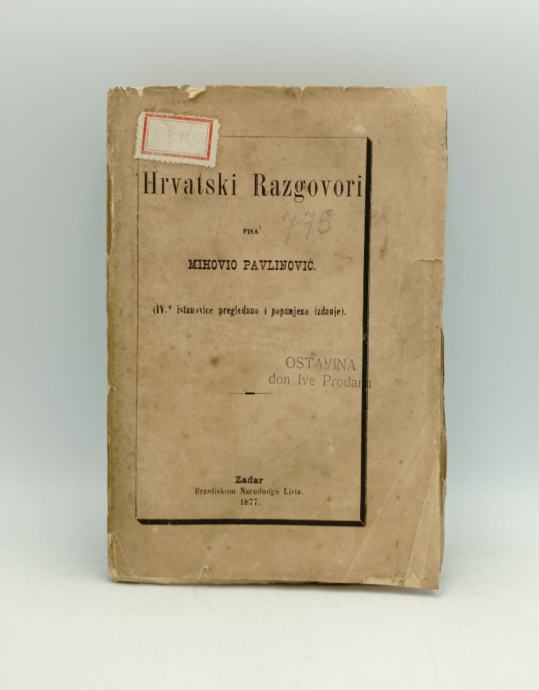 Hrvatski Razgovori
775
PISA'
MIHOVIO PAVLINOVIĆ.
(IV.ᵃ istanovice pregledano i popunjeno izdanje).
OSTAVINA
don Ive Prodana
Zadar
Brzotiskom Narodnoga Lista.
1877.